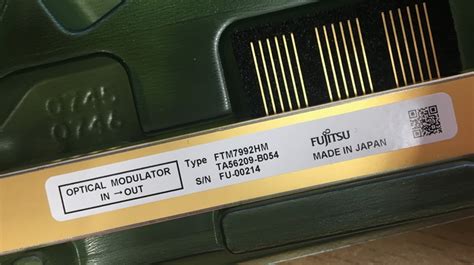 0745
0746
OPTICAL MODULATOR
IN → OUT
Type FTM7992HM
TA56209-B054
S/N FU-00214
FUJITSU
MADE IN JAPAN